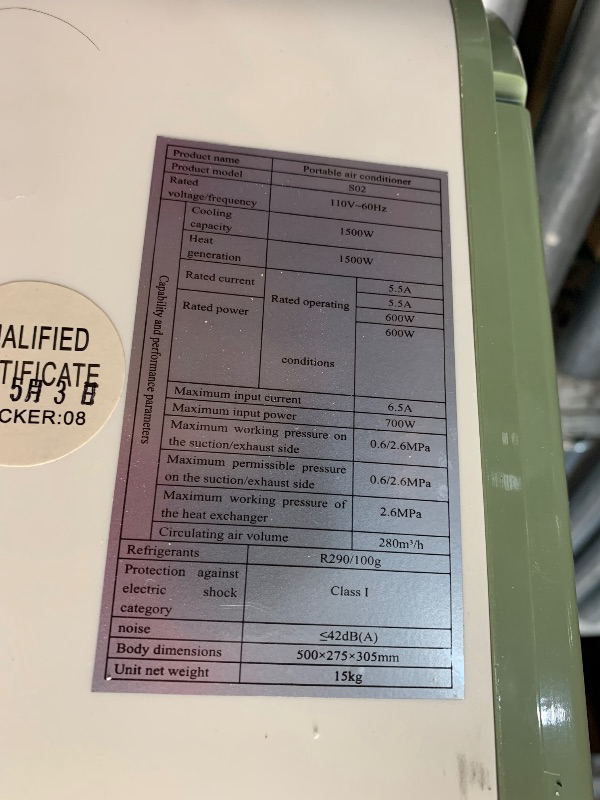 Product name Portable air conditioner
Product model S02
Rated
voltage/frequency 110V~60Hz
Capability and performance parameters
Cooling
capacity 1500W
Heat
generation 1500W
Rated current Rated operating 5.5A
5.5A
Rated power 600W
600W
conditions
Maximum input current 6.5A
Maximum input power 700W
Maximum working pressure on
the suction/exhaust side 0.6/2.6MPa
Maximum permissible pressure
on the suction/exhaust side 0.6/2.6MPa
Maximum working pressure of
the heat exchanger 2.6MPa
Circulating air volume 280m³/h
Refrigerants R290/100g
Protection against
electric shock Class I
category
noise ≤42dB(A)
Body dimensions 500×275×305mm
Unit net weight 15kg
ALIFIED
TIFICATE
5月 3 日
CKER:08